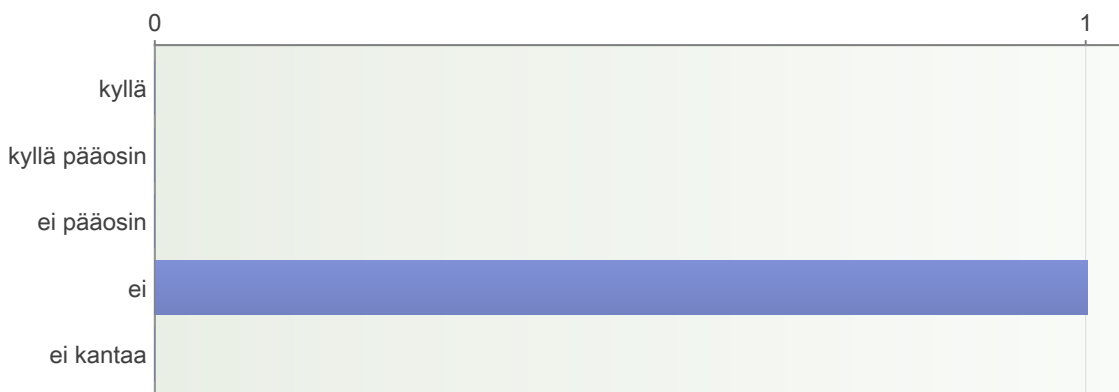 0 1
kyllä
kyllä pääosin
ei pääosin
ei
ei kantaa